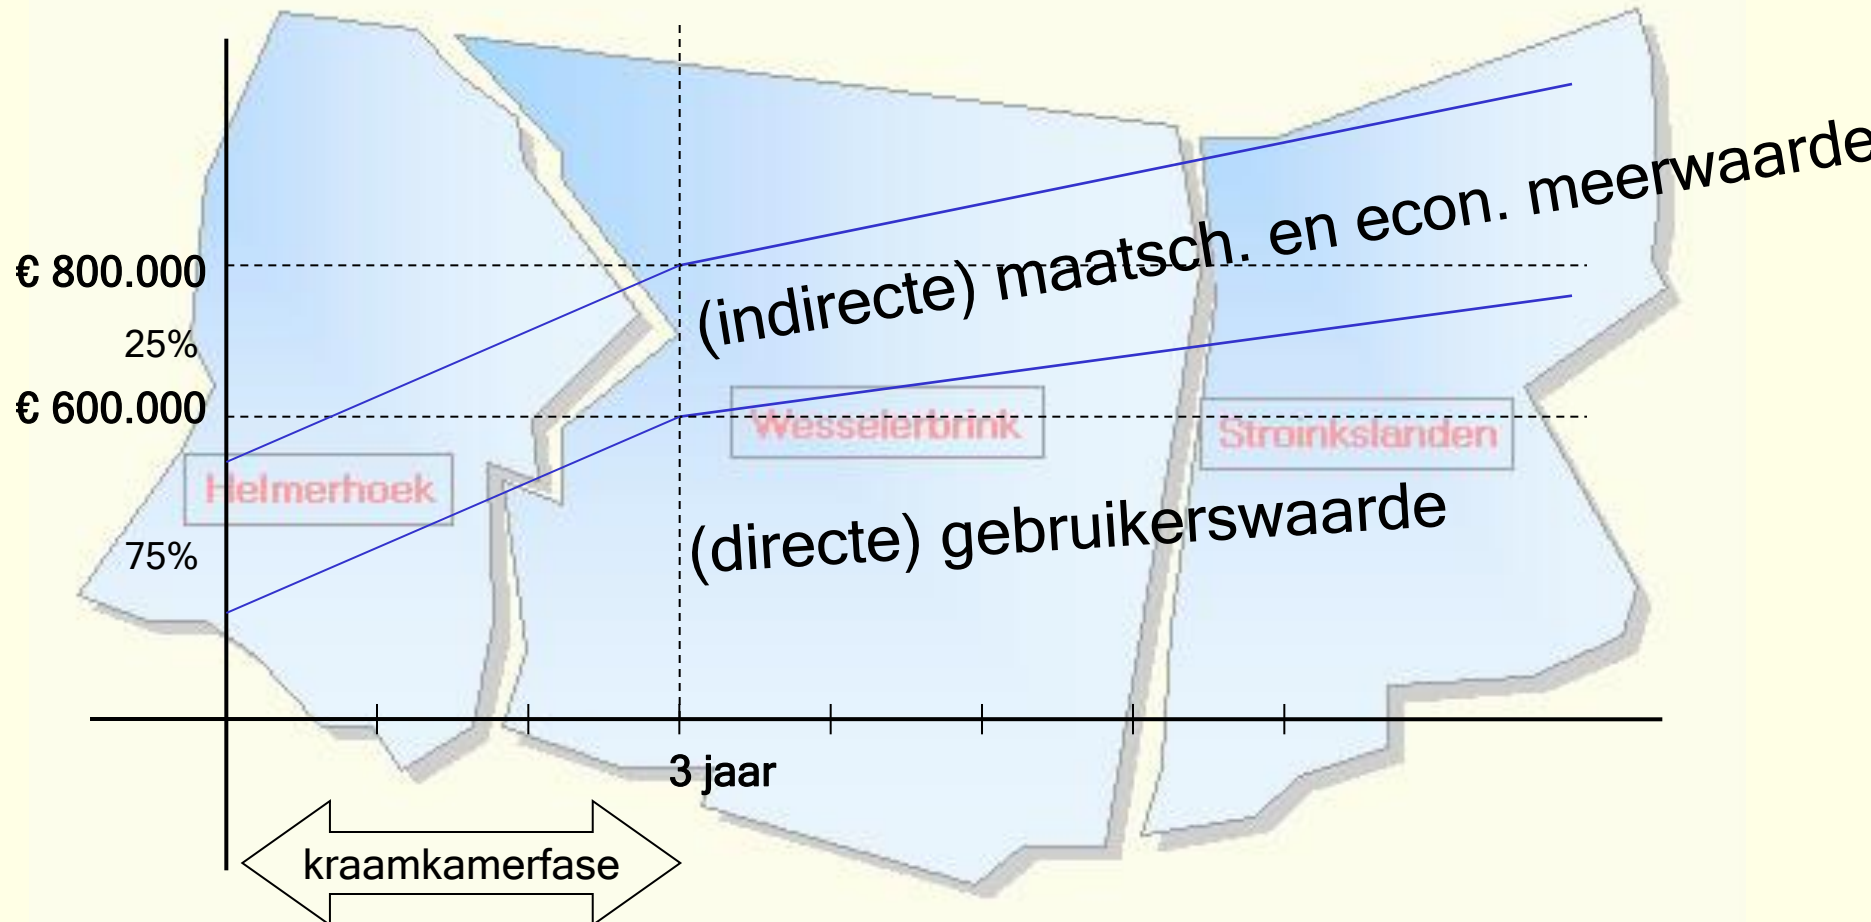 (indirecte) maatsch. en econ. meerwaarde
€ 800.000
25%
€ 600.000
Wesselerbrink
Stroinkslanden
Helmerhoek
(directe) gebruikerswaarde
75%
3 jaar
kraamkamerfase